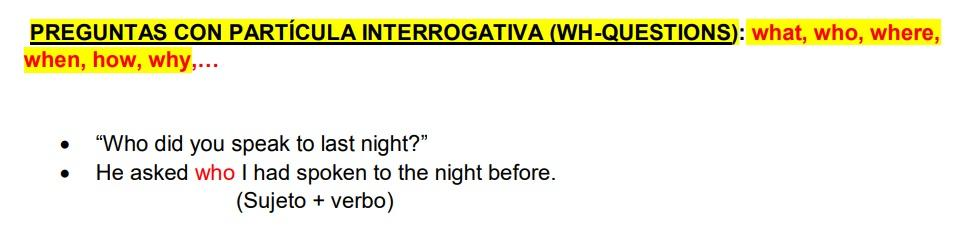 PREGUNTAS CON PARTÍCULA INTERROGATIVA (WH-QUESTIONS): what, who, where,
when, how, why,…
• “Who did you speak to last night?”
• He asked who I had spoken to the night before.
(Sujeto + verbo)